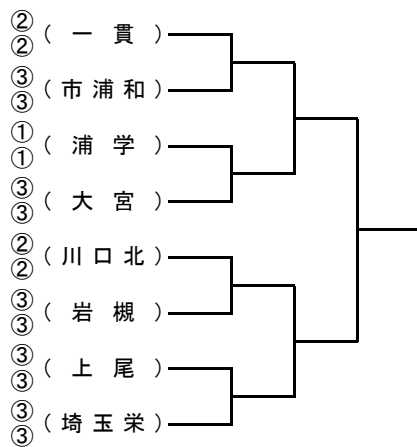 ②
② ( 一 貫 )
③
③ ( 市 浦 和 )
①
① ( 浦 学 )
③
③ ( 大 宮 )
②
② ( 川 口 北 )
③
③ ( 岩 槻 )
③
③ ( 上 尾 )
③
③ ( 埼 玉 栄 )